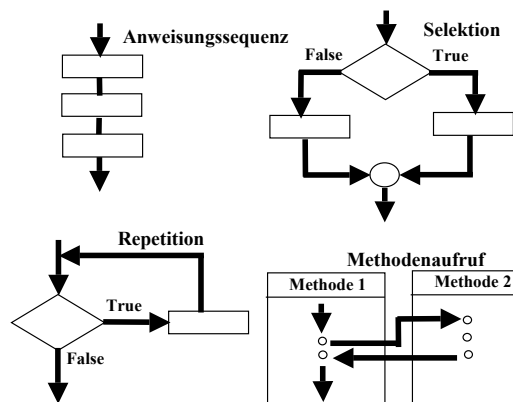 Anweisungssequenz
Selektion
False
True
Repetition
True
False
Methodenaufruf
Methode 1
Methode 2